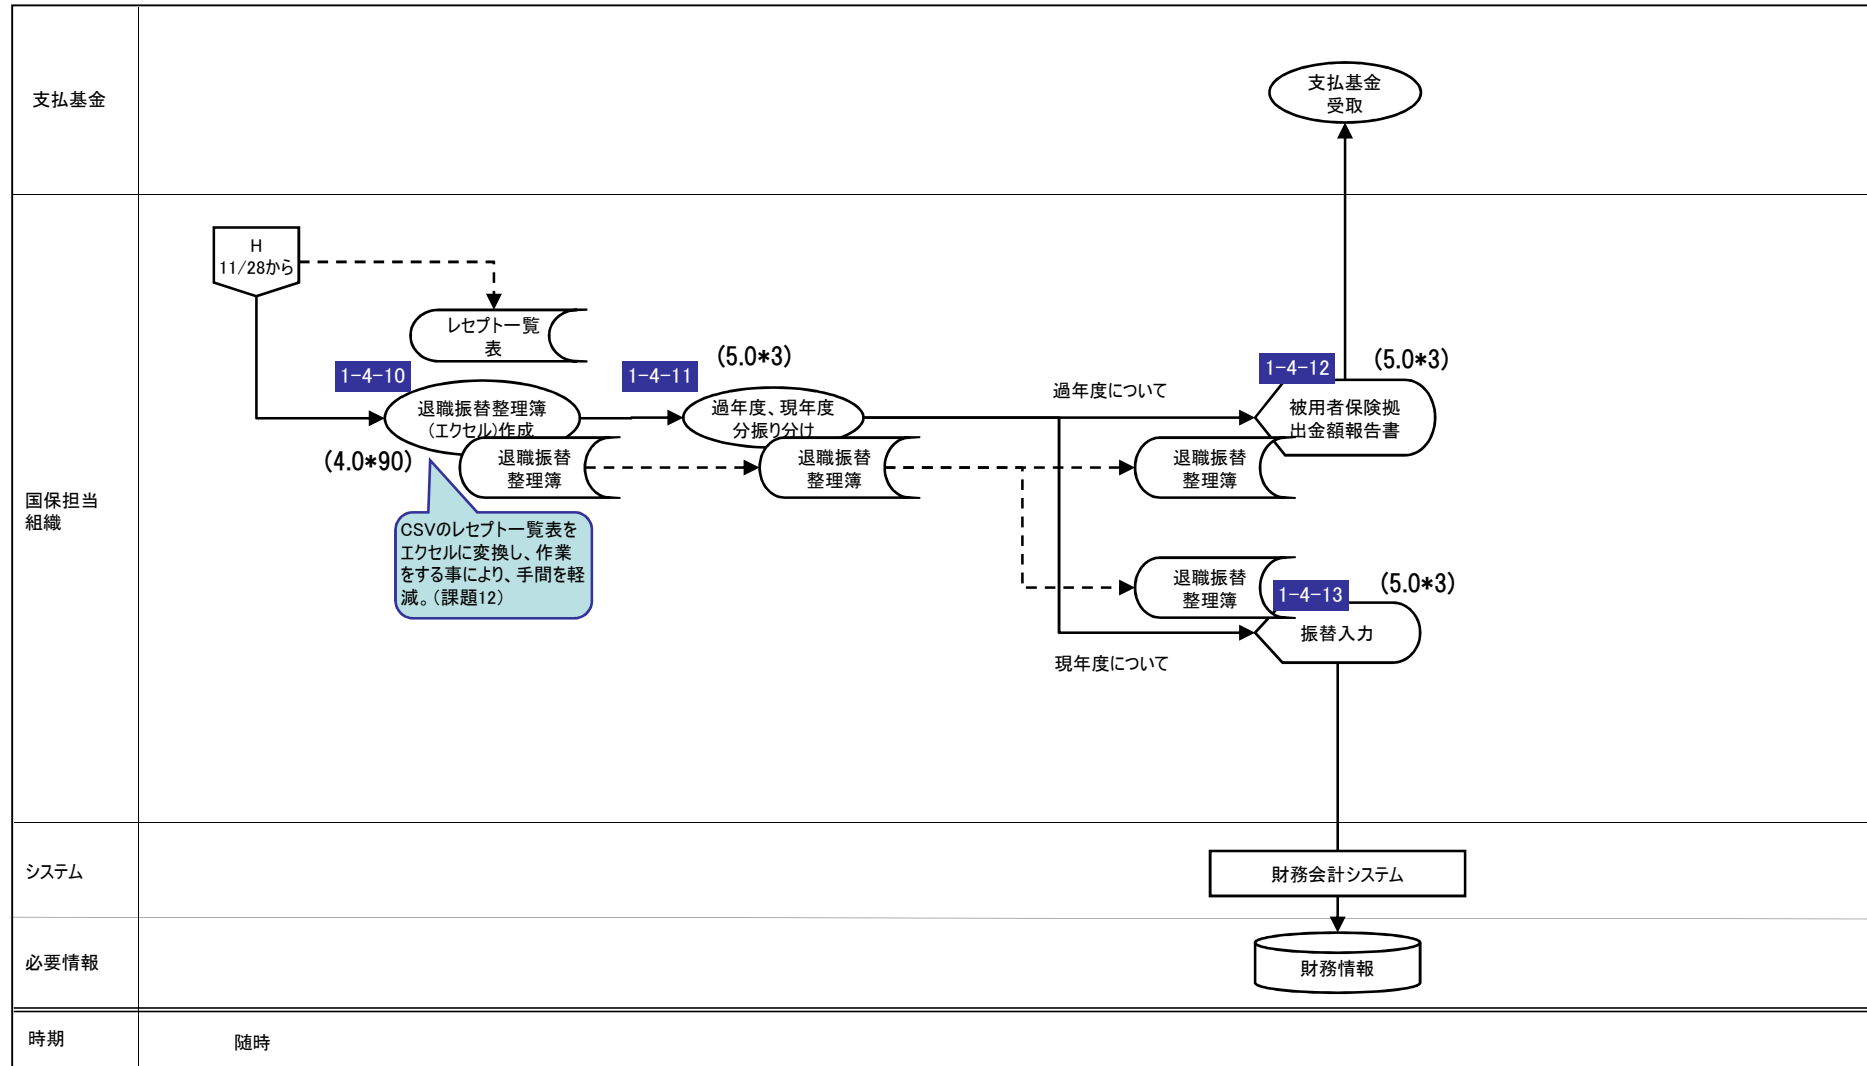 支払基金
支払基金
受取
国保担当
組織
H
11/28から
レセプト一覧
表
1-4-10
退職振替整理簿
(エクセル)作成
(4.0*90)
退職振替
整理簿
CSVのレセプト一覧表を
エクセルに変換し、作業
をする事により、手間を軽
減。(課題12)
1-4-11
(5.0*3)
過年度、現年度
分振り分け
退職振替
整理簿
過年度について
1-4-12
(5.0*3)
被用者保険拠
出金額報告書
退職振替
整理簿
退職振替
整理簿
1-4-13
(5.0*3)
振替入力
現年度について
システム
財務会計システム
必要情報
財務情報
時期
随時